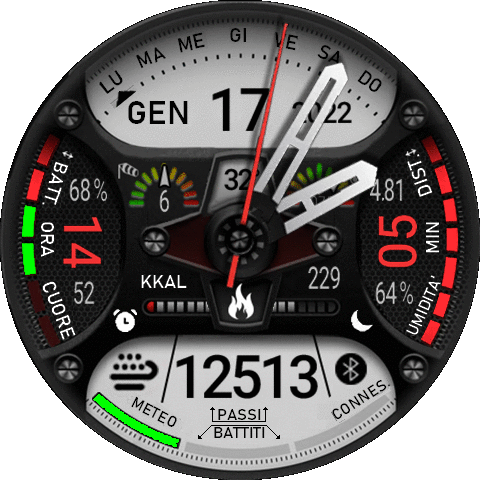 LU MA ME GI VE SA DO
GEN 17 2022
BATT
68%
6
32°
4.81
DIST
ORA
14
05
MIN
CUORE
52
KKAL
229
64%
UMIDITA'
12513
METEO
PASSI
BATTITI
CONNES.